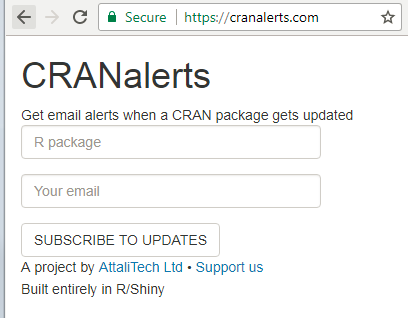 Secure https://cranalerts.com
CRANalerts
Get email alerts when a CRAN package gets updated
R package
Your email
SUBSCRIBE TO UPDATES
A project by AttaliTech Ltd • Support us
Built entirely in R/Shiny